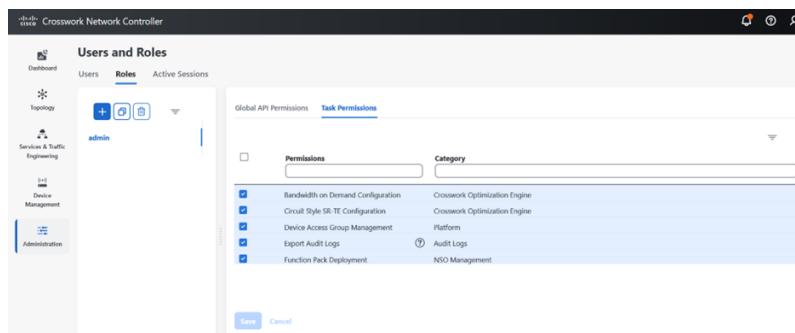 cisco Crosswork Network Controller
Users and Roles
Users Roles Active Sessions
Dashboard
Topology
Services & Traffic
Engineering
Device
Management
Administration
admin
Global API Permissions Task Permissions
Permissions Category
Bandwidth on Demand Configuration Crosswork Optimization Engine
Circuit Style SR-TE Configuration Crosswork Optimization Engine
Device Access Group Management Platform
Export Audit Logs Audit Logs
Function Pack Deployment NSO Management
Save Cancel